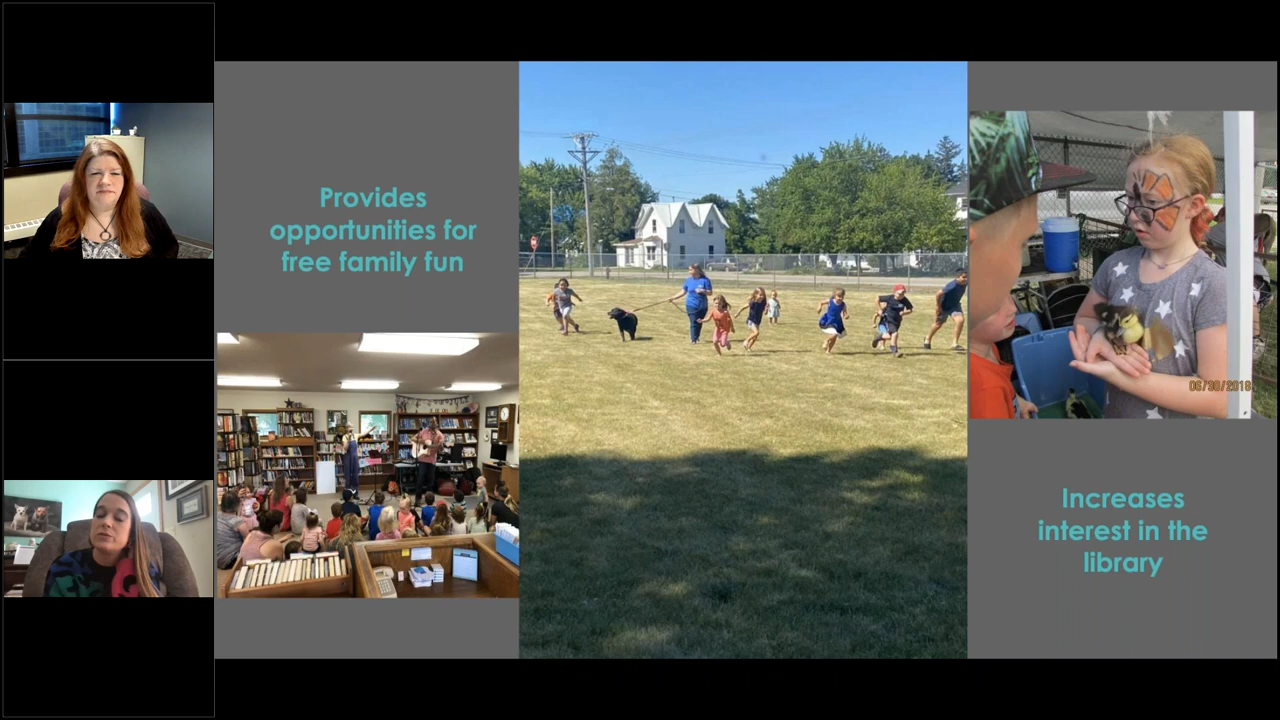 Provides
opportunities for
free family fun
06/30/2018
Increases
interest in the
library